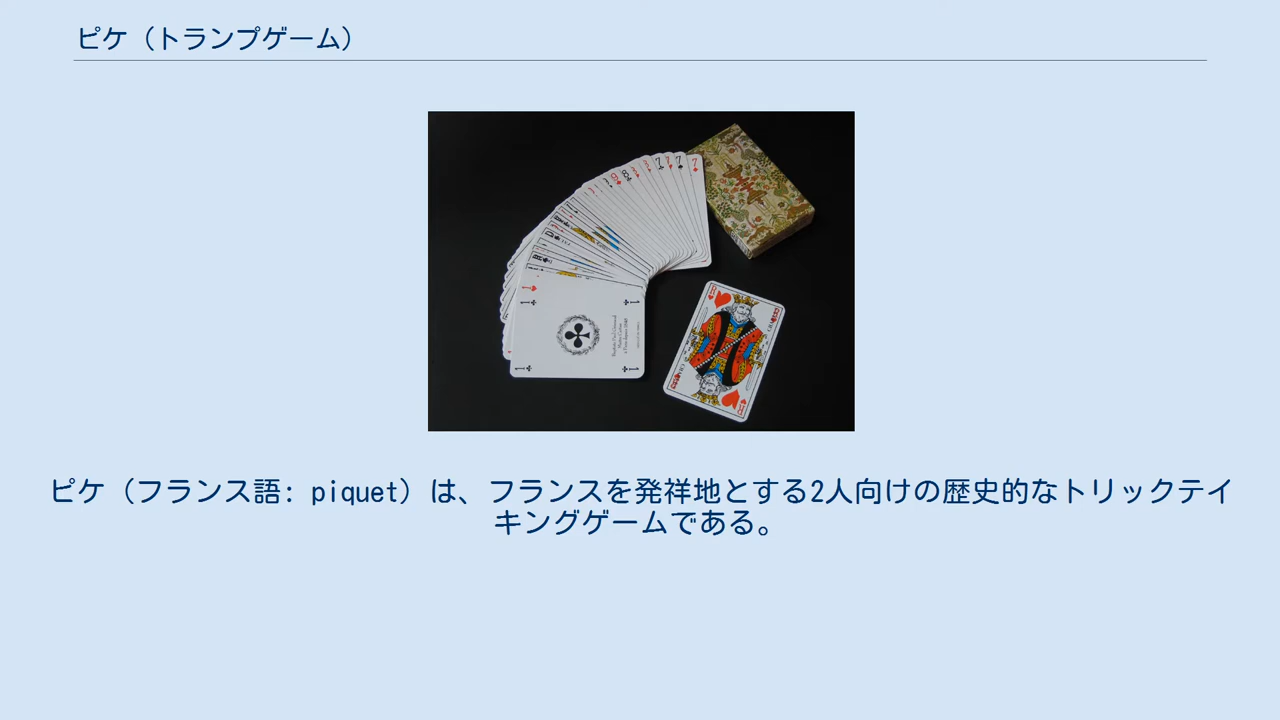 ピケ（トランプゲーム）
ピケ（フランス語: piquet）は、フランスを発祥地とする2人向けの歴史的なトリックテイ
キングゲームである。